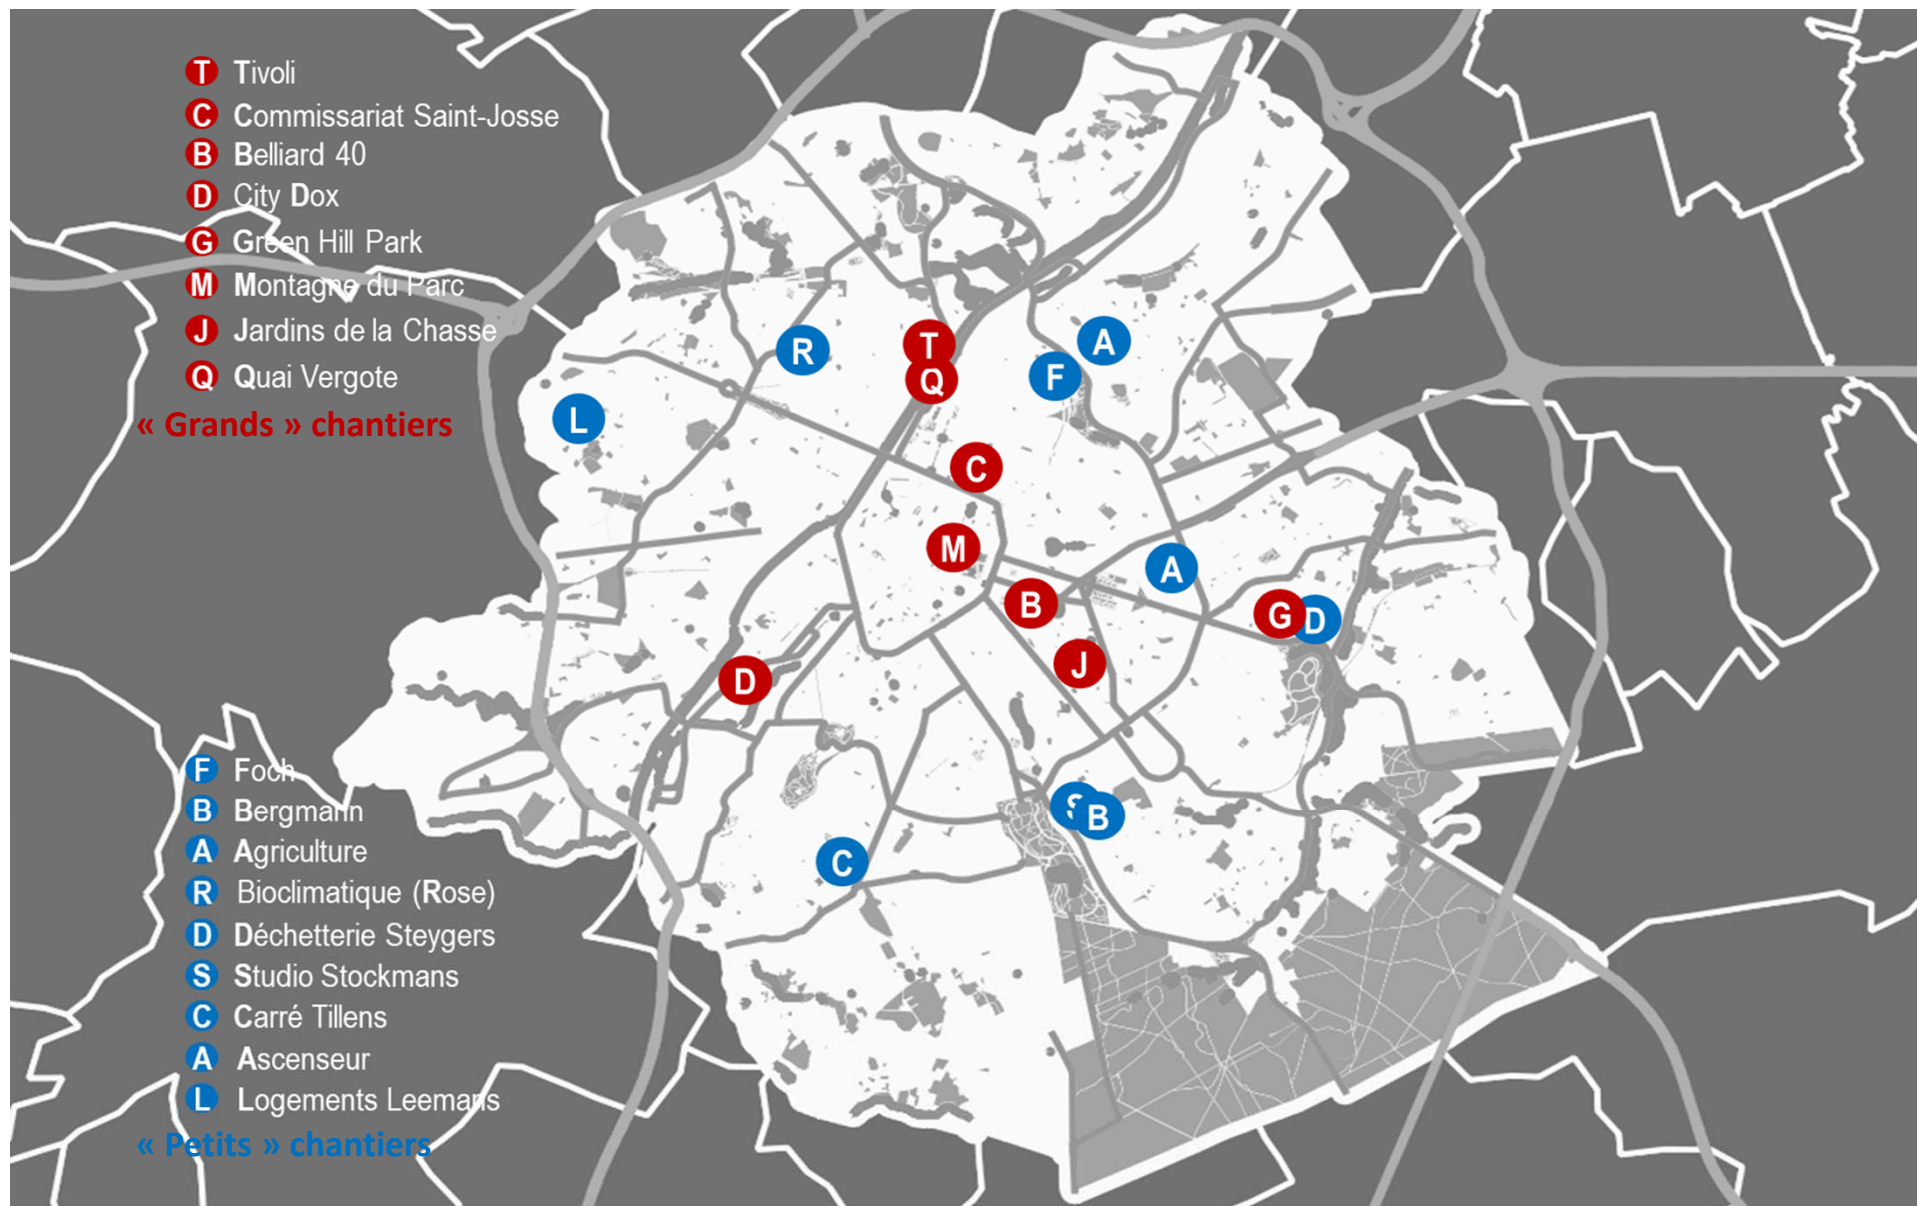 T Tivoli
C Commissariat Saint-Josse
B Belliard 40
D City Dox
G Green Hill Park
M Montagne du Parc
J Jardins de la Chasse
Q Quai Vergote
« Grands » chantiers
F Foch
B Bergmann
A Agriculture
R Bioclimatique (Rose)
D Déchetterie Steygers
S Studio Stockmans
C Carré Tillens
A Ascenseur
L Logements Leemans
« Petits » chantiers
R
T
A
Q
F
L
C
M
A
B
G
D
J
D
S
B
C